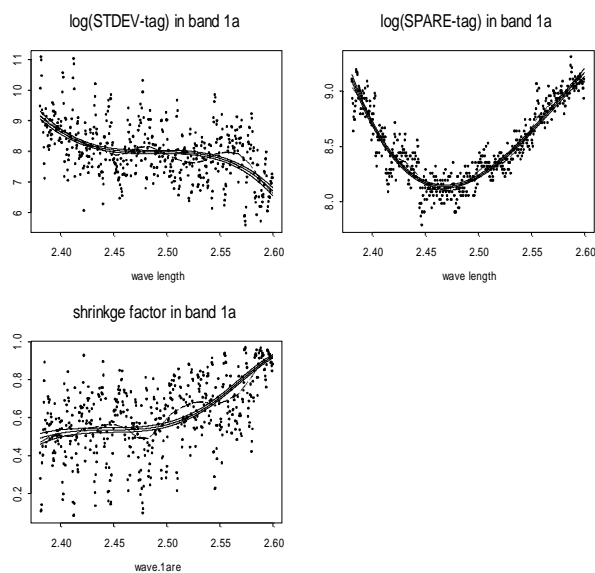 log(STDEV-tag) in band 1a
11
10
9
8
7
6
2.40 2.45 2.50 2.55 2.60
wave length
log(SPARE-tag) in band 1a
9.0
8.5
8.0
2.40 2.45 2.50 2.55 2.60
wave length
shrinkge factor in band 1a
1.0
0.8
0.6
0.4
0.2
2.40 2.45 2.50 2.55 2.60
wave.1are